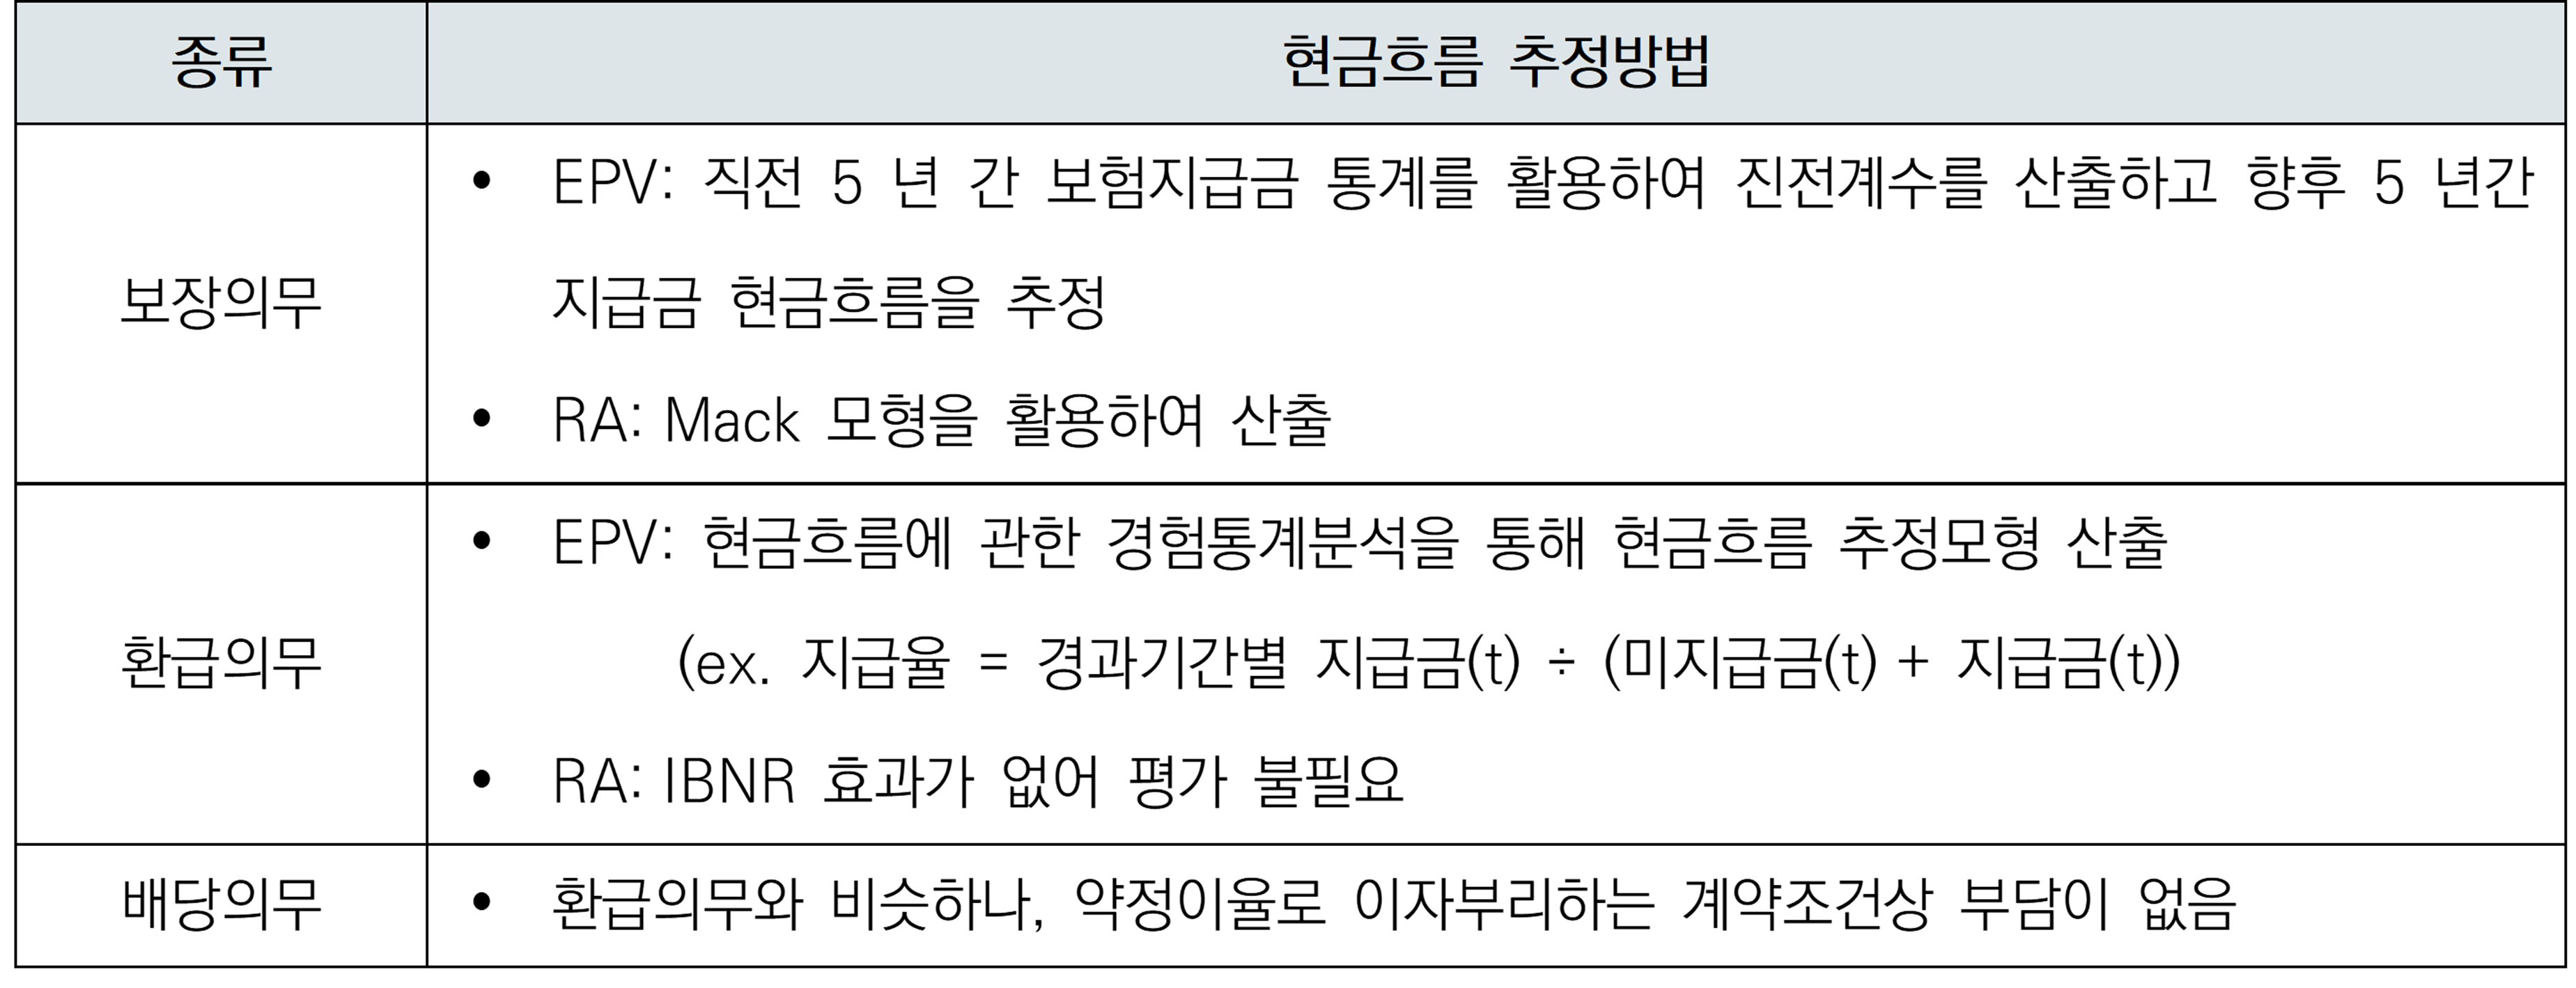 종류
현금흐름 추정방법
보장의무
• EPV: 직전 5 년 간 보험지급금 통계를 활용하여 진전계수를 산출하고 향후 5 년간
지급금 현금흐름을 추정
• RA: Mack 모형을 활용하여 산출
환급의무
• EPV: 현금흐름에 관한 경험통계분석을 통해 현금흐름 추정모형 산출
(ex. 지급율 = 경과기간별 지급금(t) ÷ (미지급금(t) + 지급금(t))
• RA: IBNR 효과가 없어 평가 불필요
배당의무
• 환급의무와 비슷하나, 약정이율로 이자부리하는 계약조건상 부담이 없음